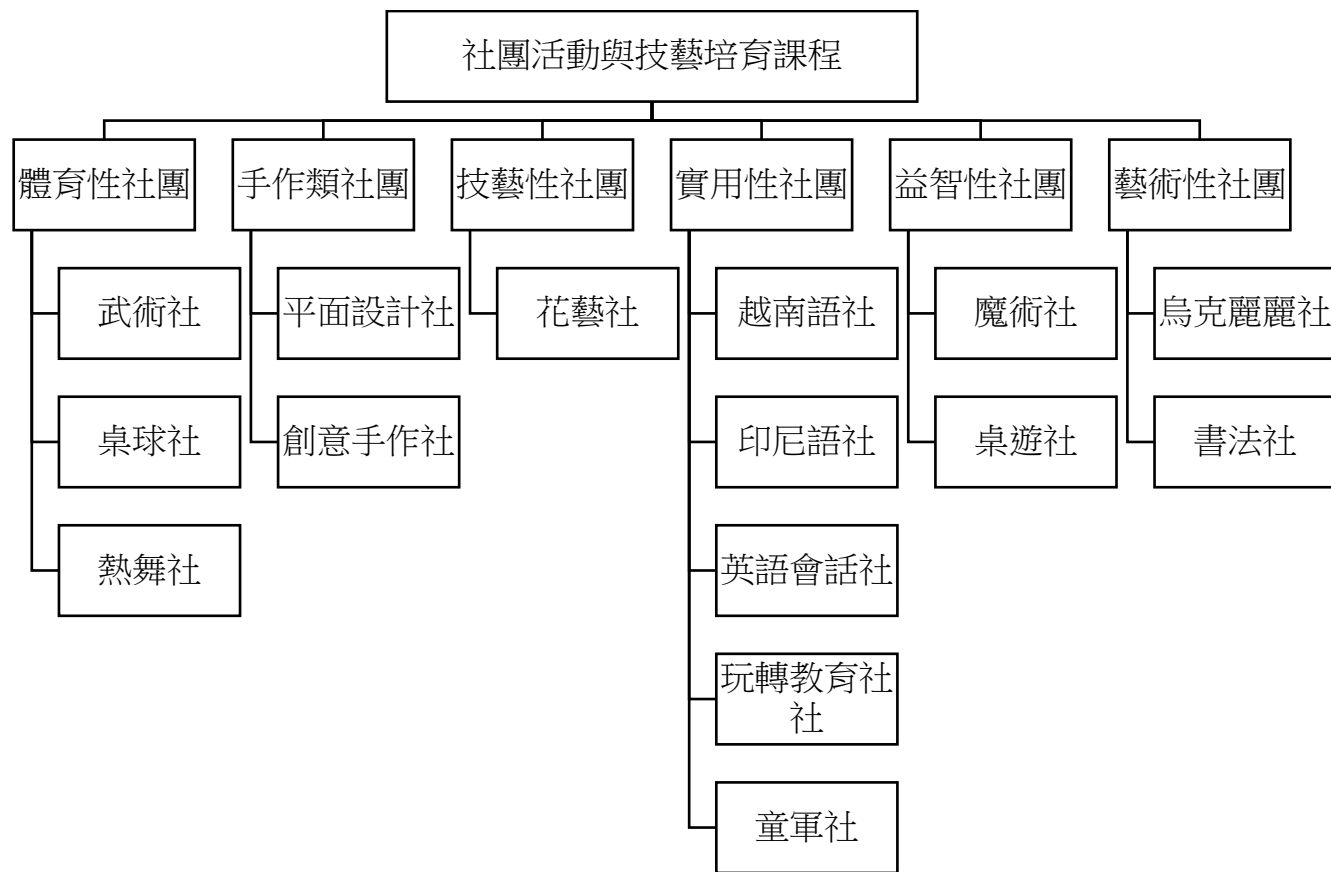 社團活動與技藝培育課程
體育性社團
武術社
桌球社
熱舞社
手作類社團
平面設計社
創意手作社
技藝性社團
花藝社
實用性社團
越南語社
印尼語社
英語會話社
玩轉教育社
社
童軍社
益智性社團
魔術社
桌遊社
藝術性社團
烏克麗麗社
書法社